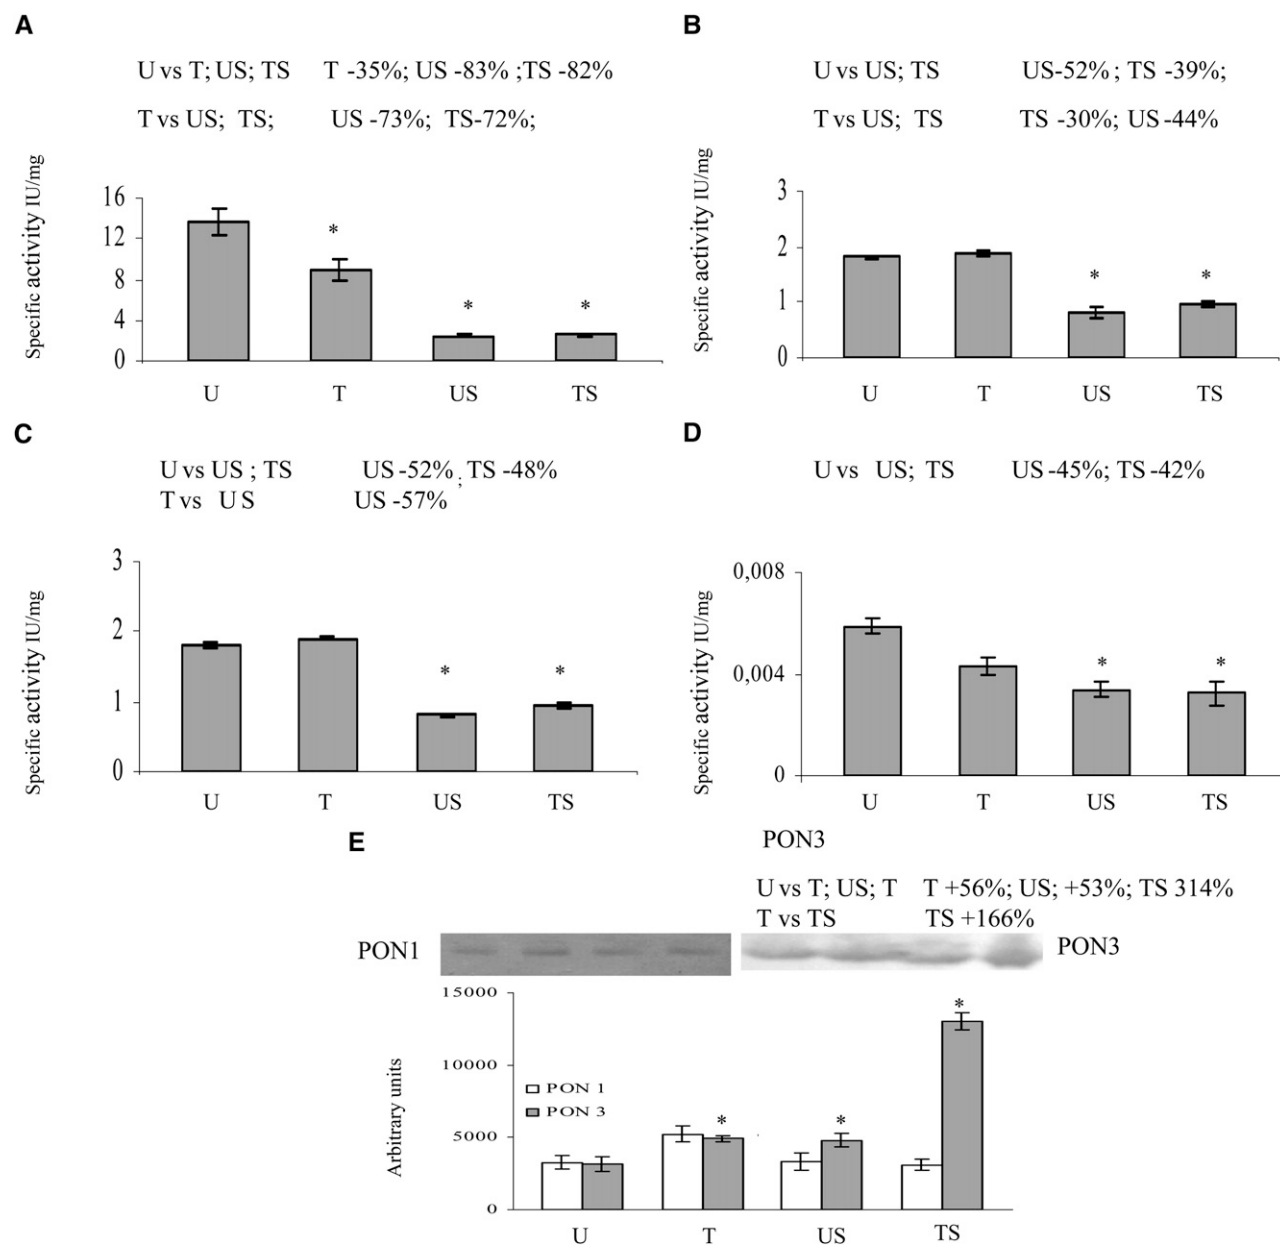 A
U vs T; US; TS T -35%; US -83% ;TS -82%
T vs US; TS; US -73%; TS-72%;
Specific activity IU/mg
16
12
8
4
0
*
*
*
U T US TS
B
U vs US; TS US-52% ; TS -39%;
T vs US; TS TS -30%; US -44%
Specific activity IU/mg
3
2
1
0
*
*
U T US TS
C
U vs US ; TS US -52% ; TS -48%
T vs U S US -57%
Specific activity IU/mg
3
2
1
0
*
*
U T US TS
D
U vs US; TS US -45%; TS -42%
Specific activity IU/mg
0,008
0,004
0
*
*
U T US TS
E
PON3
U vs T; US; T T +56%; US; +53%; TS 314%
T vs TS TS +166%
PON1
PON3
Arbitrary units
15000
10000
5000
0
PON 1
PON 3
*
*
*
U T US TS